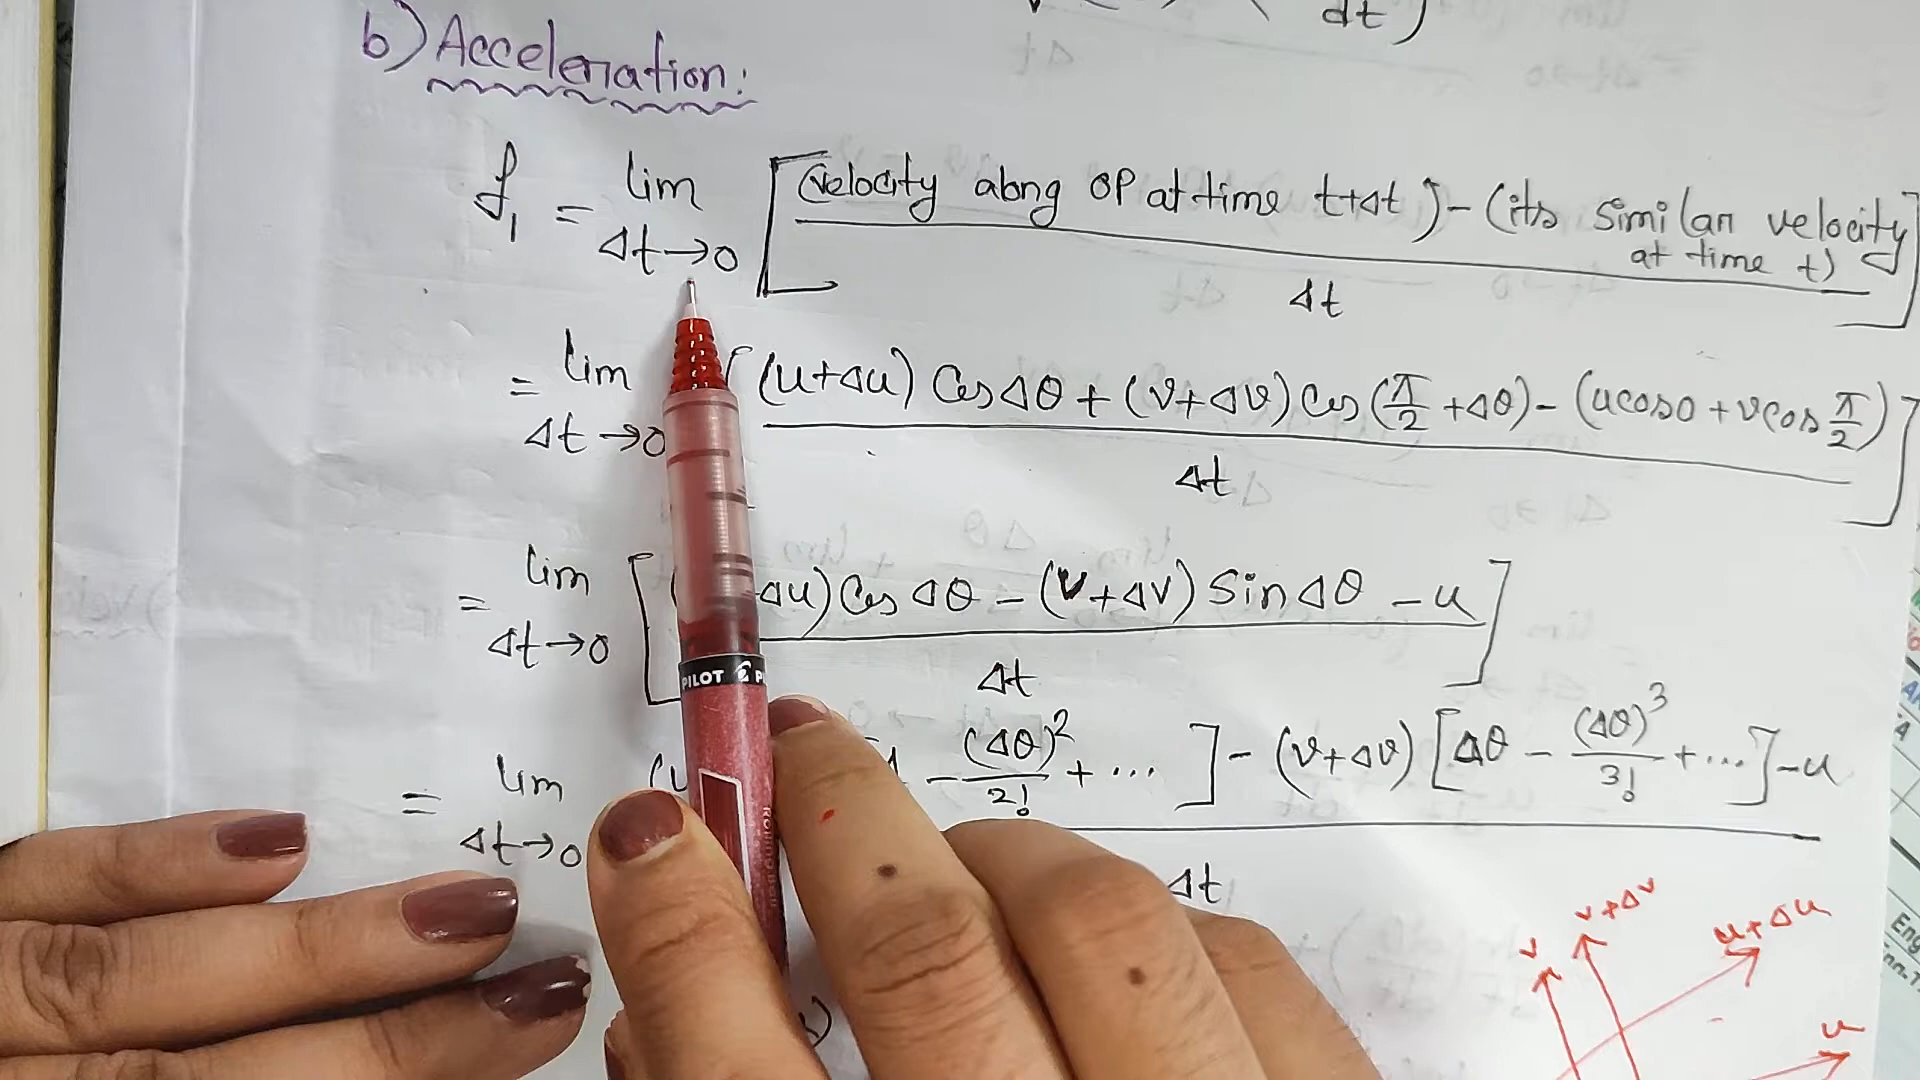 dt)
b) Acceleration:
f₁ = lim Δt→0 [(velocity along OP at time t+Δt) - (its similar velocity at time t)] / Δt
= lim Δt→0 [(u+Δu) Cos Δθ + (v+Δv) Cos (π/2 + Δθ) - (u cos 0 + v cos π/2)] / Δt
= lim Δt→0 [Δu) Cos Δθ - (v+Δv) Sin Δθ - u] / Δt
= lim Δt→0 (u - (Δθ)²/2! + ...] - (v+Δv) [Δθ - (Δθ)³/3! + ...] - u / Δt
v
v+Δv
u+Δu
u
PILOT
Eng